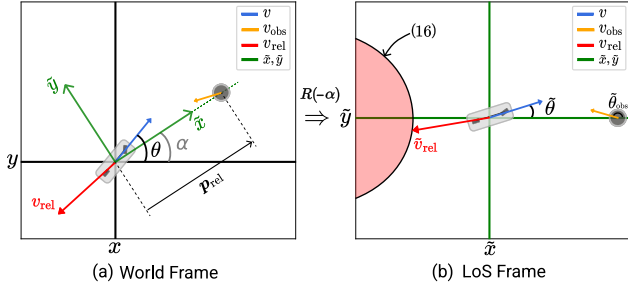 v
v_obs
v_rel
x̃, ỹ
ỹ
x̃
θ
α
y
p_rel
v_rel
x
(a) World Frame
R(-α)
⇒
(16)
v
v_obs
v_rel
x̃, ỹ
θ̃_obs
ỹ
θ̃
ṽ_rel
x̃
(b) LoS Frame